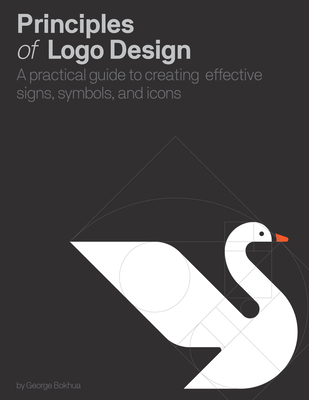 Principles
of Logo Design
A practical guide to creating effective
signs, symbols, and icons
by George Bokhua